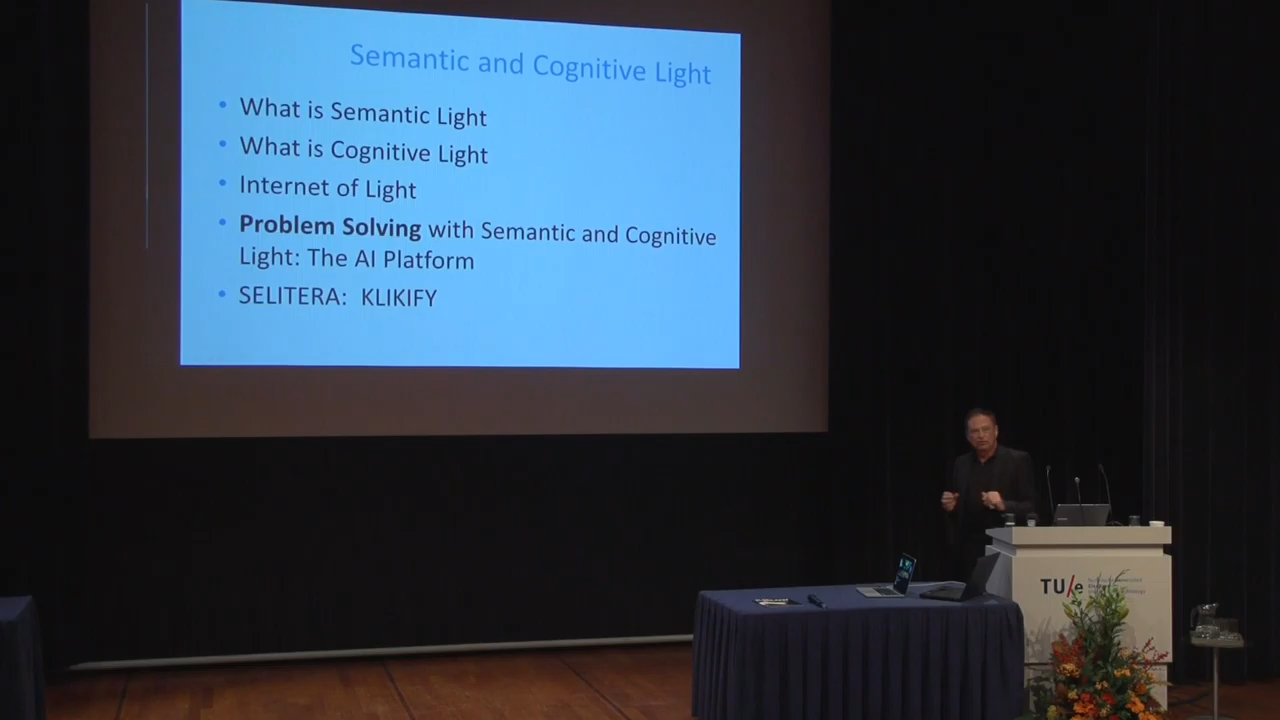 Semantic and Cognitive Light
• What is Semantic Light
• What is Cognitive Light
• Internet of Light
• Problem Solving with Semantic and Cognitive
Light: The AI Platform
• SELITERA: KLIKIFY
TU/e